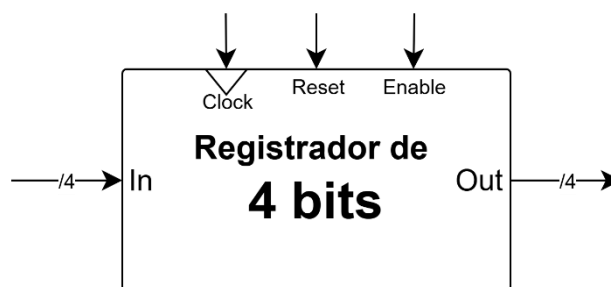 Clock Reset Enable
Registrador de
/4 In 4 bits Out /4